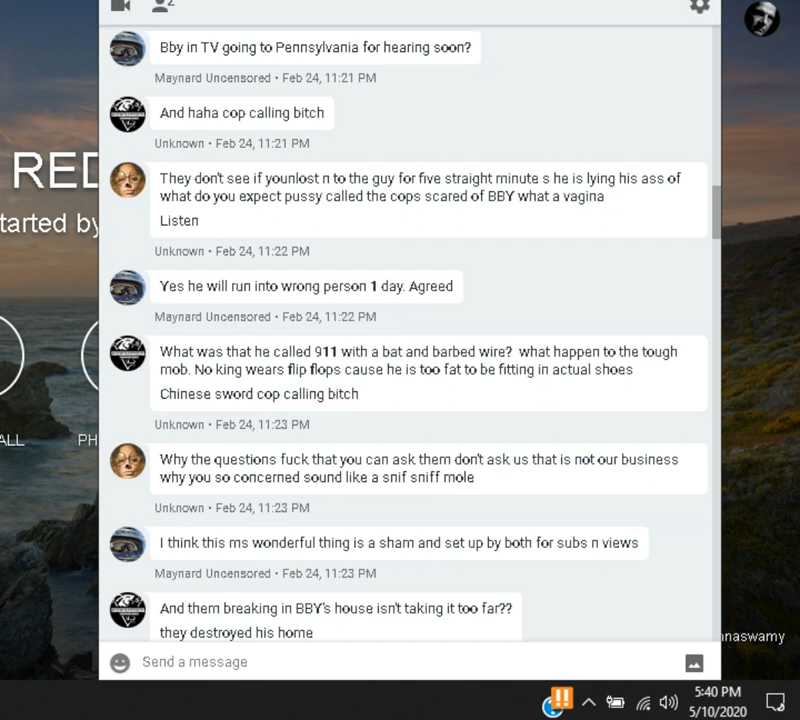 2
Bby in TV going to Pennsylvania for hearing soon?
Maynard Uncensored • Feb 24, 11:21 PM
And haha cop calling bitch
Unknown • Feb 24, 11:21 PM
RED
They don't see if younlost n to the guy for five straight minute s he is lying his ass of
what do you expect pussy called the cops scared of BBY what a vagina
tarted by
Listen
Unknown • Feb 24, 11:22 PM
Yes he will run into wrong person 1 day. Agreed
Maynard Uncensored • Feb 24, 11:22 PM
What was that he called 911 with a bat and barbed wire? what happen to the tough
mob. No king wears flip flops cause he is too fat to be fitting in actual shoes
Chinese sword cop calling bitch
Unknown • Feb 24, 11:23 PM
ALL
PH
Why the questions fuck that you can ask them don't ask us that is not our business
why you so concerned sound like a snif sniff mole
Unknown • Feb 24, 11:23 PM
I think this ms wonderful thing is a sham and set up by both for subs n views
Maynard Uncensored • Feb 24, 11:23 PM
And them breaking in BBY's house isn't taking it too far??
they destroyed his home
nnaswamy
Send a message
5:40 PM
5/10/2020